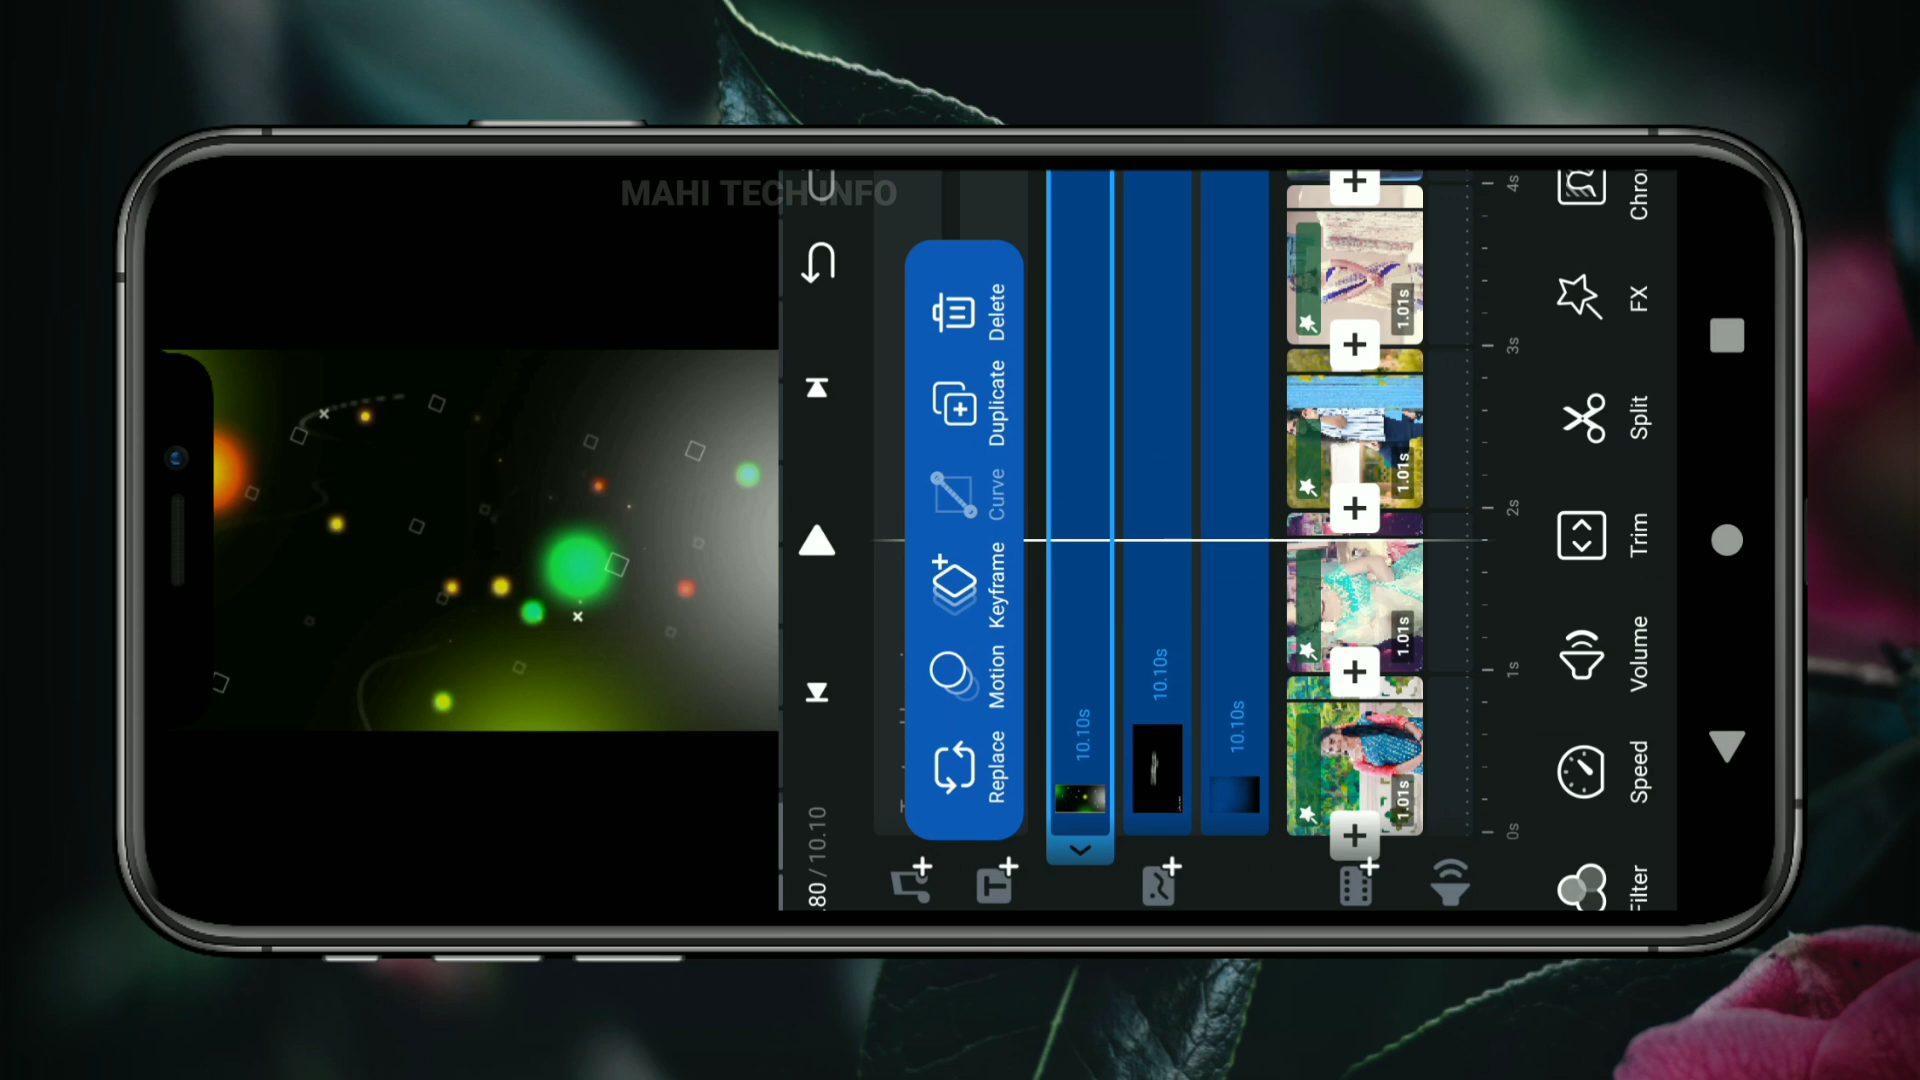 MAHI TECH INFO
.80 / 10.10
Replace
Motion
Keyframe
Curve
Duplicate
Delete
10.10s
10.10s
10.10s
1.01s
1.01s
1.01s
1.01s
0s
1s
2s
3s
4s
Filter
Speed
Volume
Trim
Split
FX
Chro